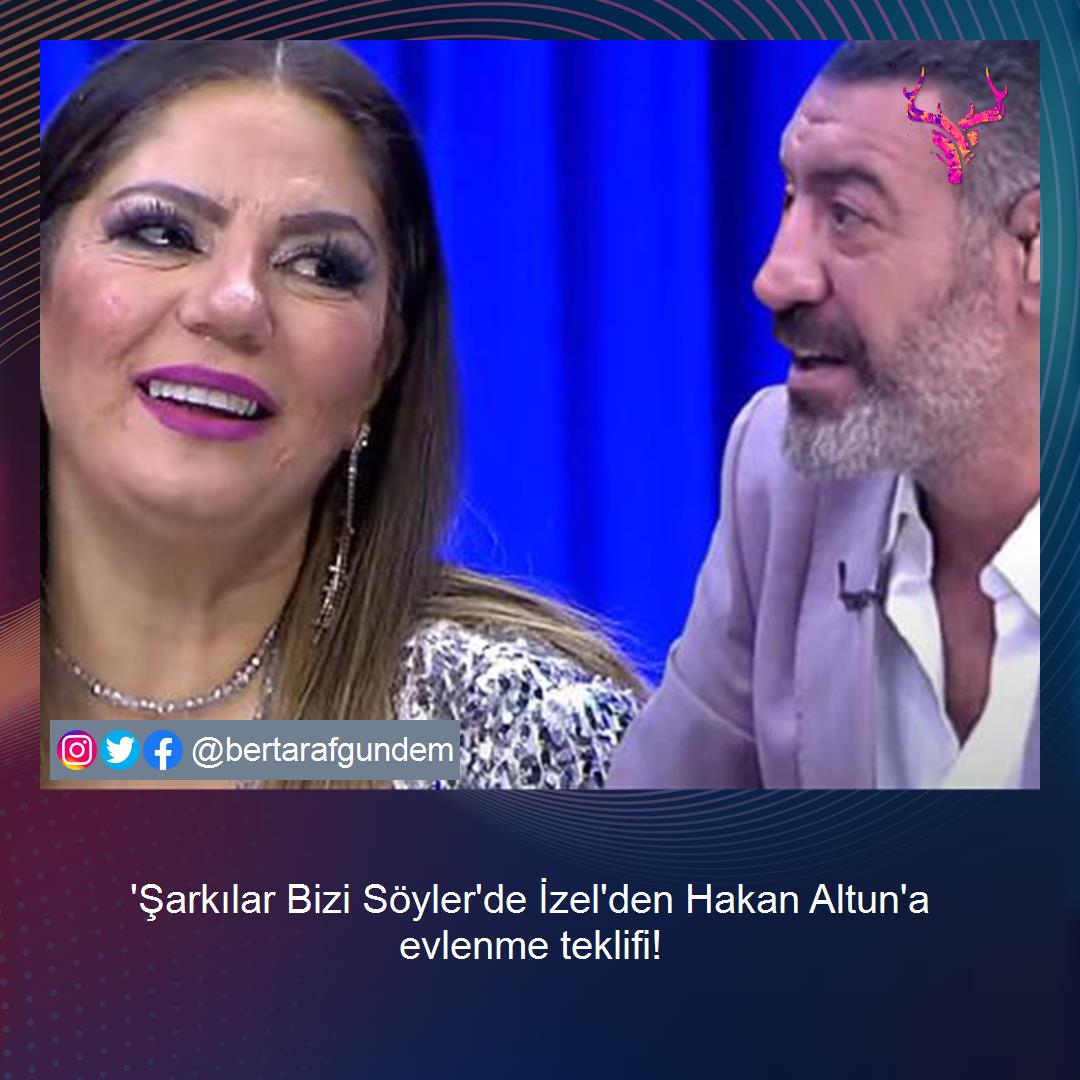 @bertarafgundem
'Şarkılar Bizi Söyler'de İzel'den Hakan Altun'a
evlenme teklifi!